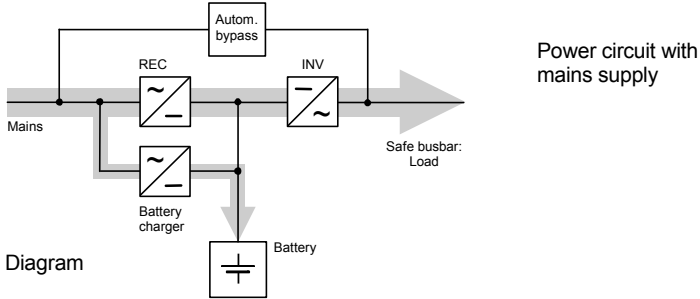 Autom.
bypass
Power circuit with
mains supply
REC
INV
Mains
Safe busbar:
Load
Battery
charger
Battery
Diagram